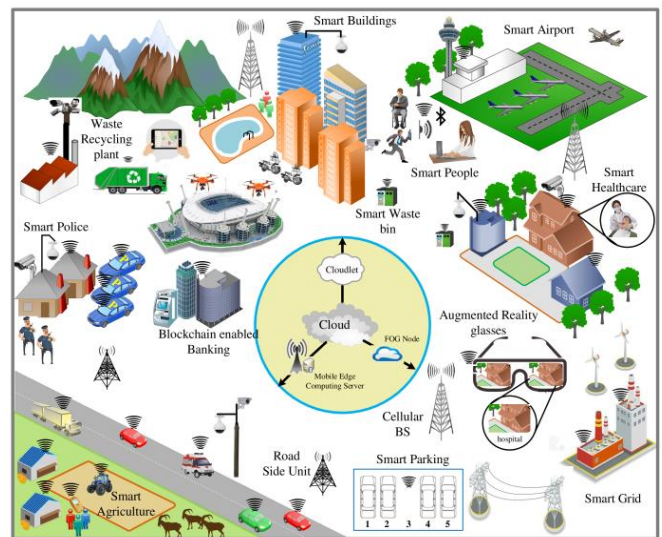 Smart Buildings
Smart Airport
Waste
Recycling
plant
Smart People
Smart
Healthcare
Smart Waste
bin
Smart Police
Cloudlet
Cloud
FOG Node
Mobile Edge
Computing Server
Blockchain enabled
Banking
Augmented Reality
glasses
hospital
Cellular
BS
Road
Side Unit
Smart Parking
1 2 3 4 5
Smart
Agriculture
Smart Grid